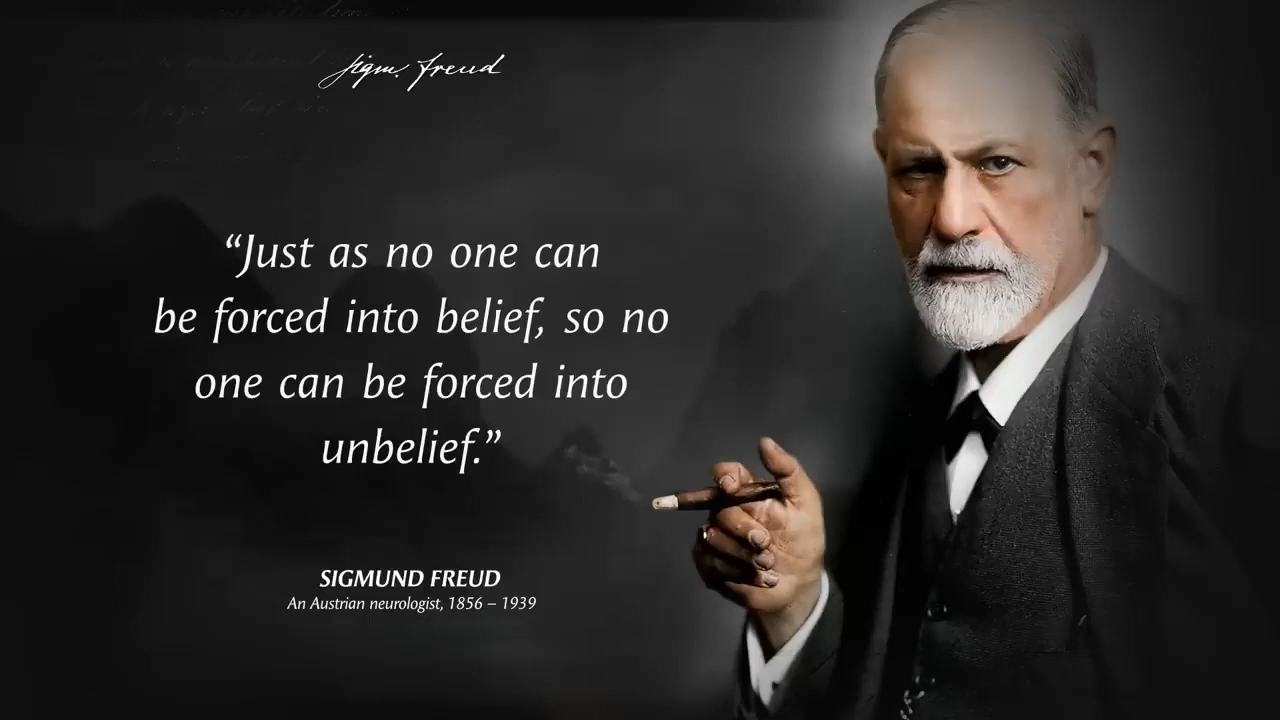 Sigm. Freud
“Just as no one can
be forced into belief, so no
one can be forced into
unbelief.”
SIGMUND FREUD
An Austrian neurologist, 1856 – 1939